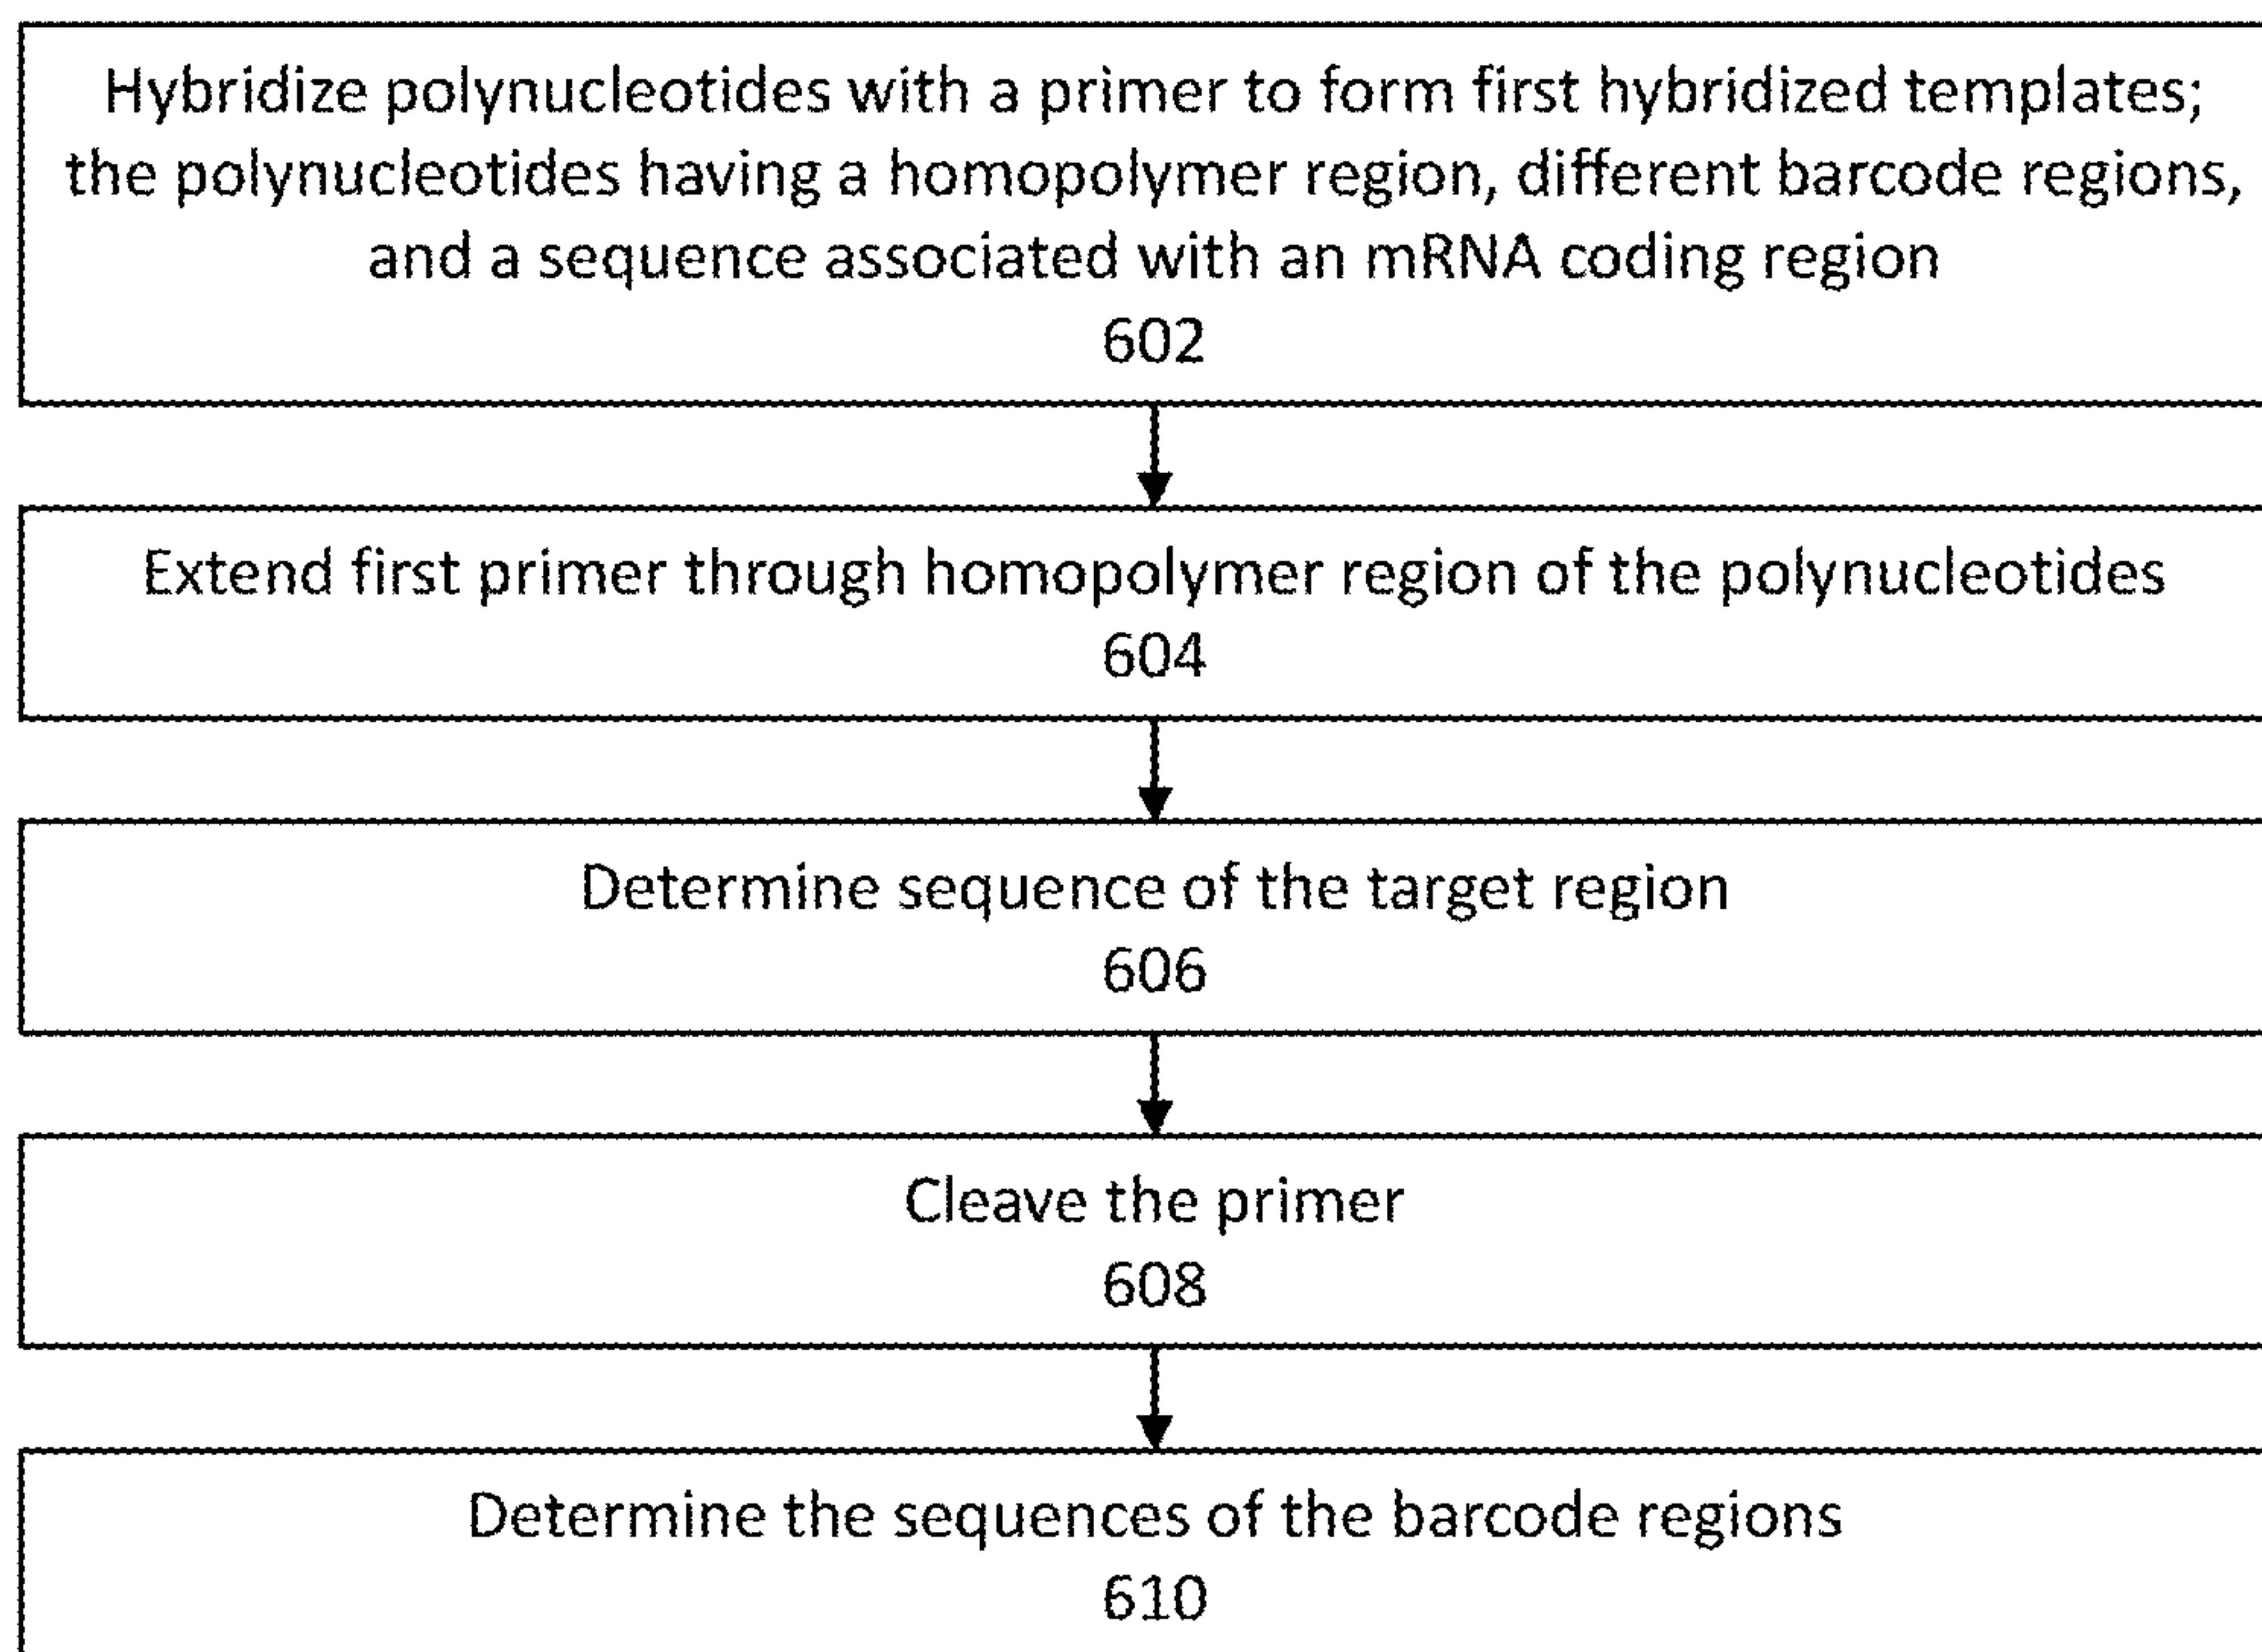 Hybridize polynucleotides with a primer to form first hybridized templates;
the polynucleotides having a homopolymer region, different barcode regions,
and a sequence associated with an mRNA coding region
602
Extend first primer through homopolymer region of the polynucleotides
604
Determine sequence of the target region
606
Cleave the primer
608
Determine the sequences of the barcode regions
610